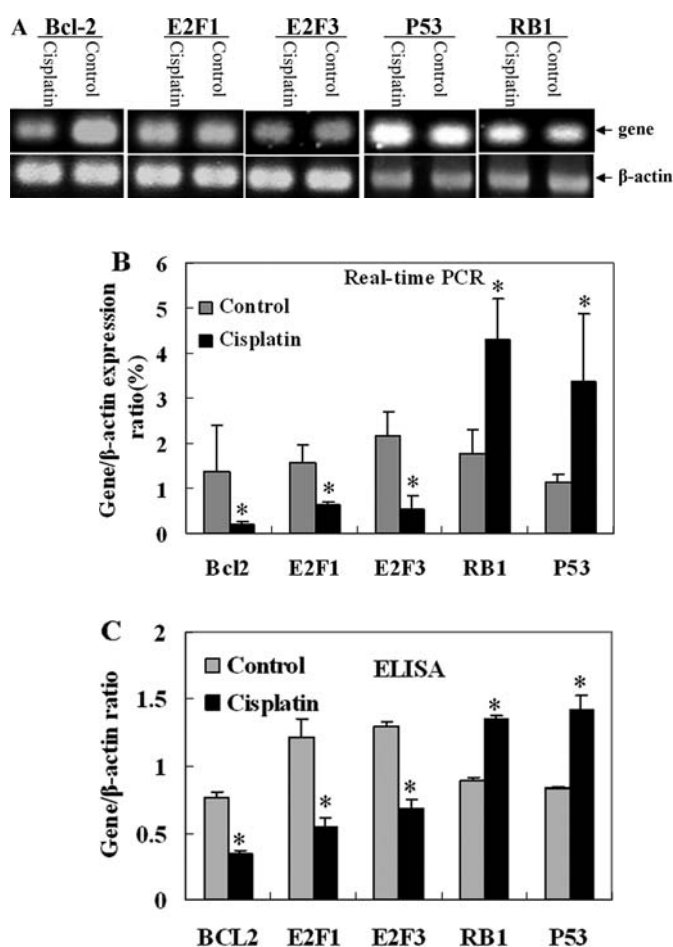 A
Bcl-2 E2F1 E2F3 P53 RB1
Cisplatin Control Cisplatin Control Cisplatin Control Cisplatin Control Cisplatin Control
gene
β-actin
B
Real-time PCR
Control
Cisplatin
Gene/β-actin expression
ratio(%)
6
5
4
3
2
1
0
* * * * *
Bcl2 E2F1 E2F3 RB1 P53
C
ELISA
Control
Cisplatin
Gene/β-actin ratio
2
1.5
1
0.5
0
* * * * *
BCL2 E2F1 E2F3 RB1 P53